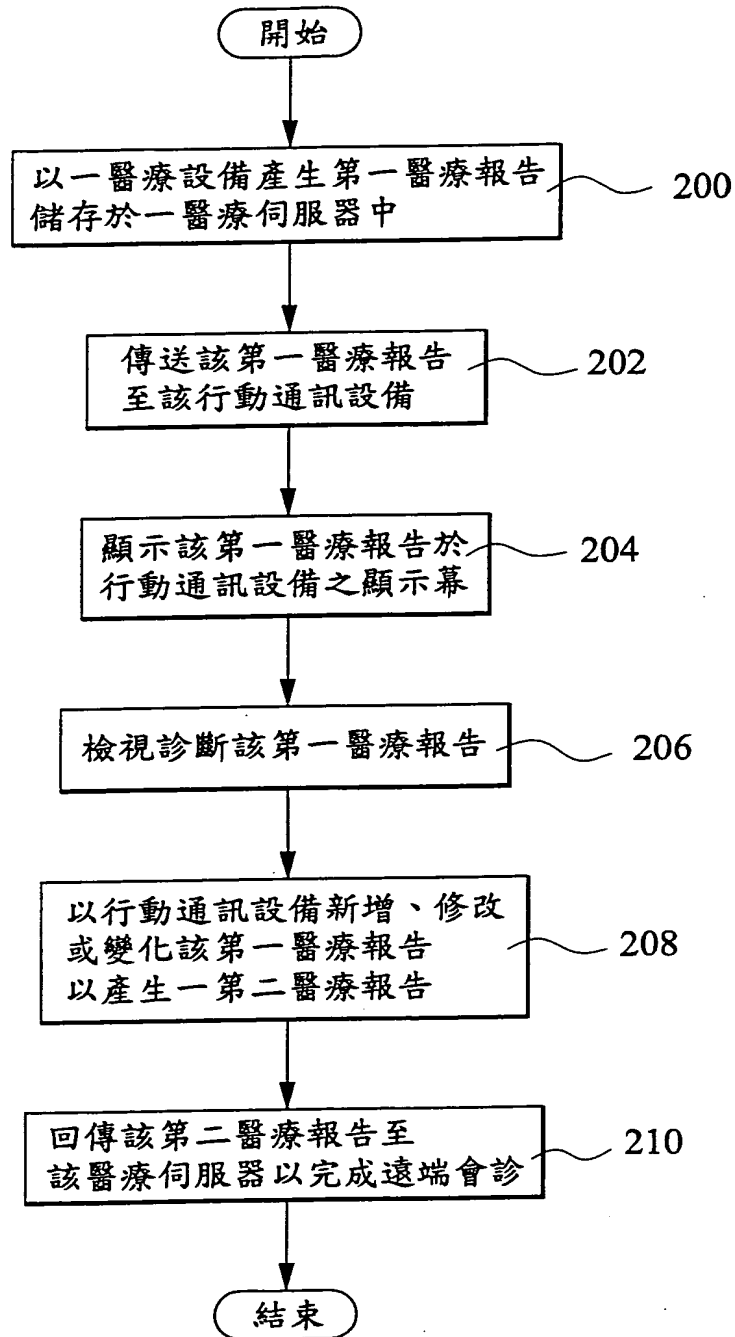 開始
以一醫療設備產生第一醫療報告
儲存於一醫療伺服器中
200
傳送該第一醫療報告
至該行動通訊設備
202
顯示該第一醫療報告於
行動通訊設備之顯示幕
204
檢視診斷該第一醫療報告
206
以行動通訊設備新增、修改
或變化該第一醫療報告
以產生一第二醫療報告
208
回傳該第二醫療報告至
該醫療伺服器以完成遠端會診
210
結束